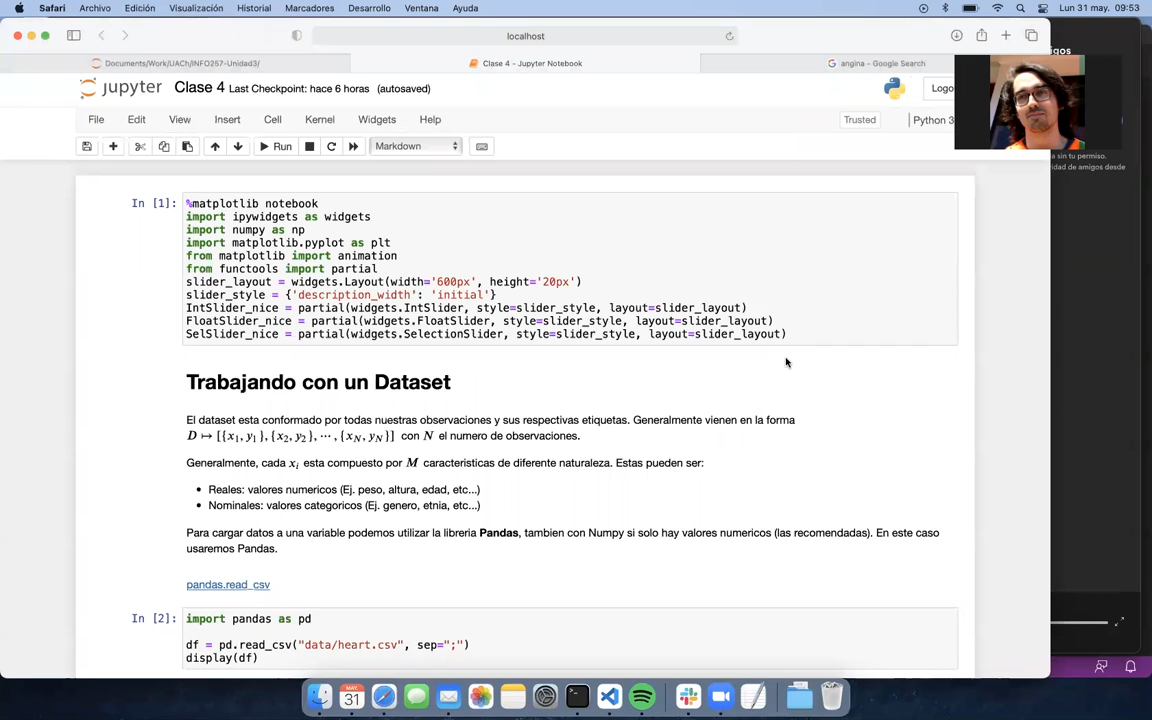 Safari Archivo Edición Visualización Historial Marcadores Desarrollo Ventana Ayuda Lun 31 may. 09:53
localhost
Documents/Work/UACh/INFO257-Unidad3/ Clase 4 - Jupyter Notebook angina - Google Search
jupyter Clase 4 Last Checkpoint: hace 6 horas (autosaved) Logo
File Edit View Insert Cell Kernel Widgets Help Trusted Python 3
Run Markdown
In [1]: %matplotlib notebook
import ipywidgets as widgets
import numpy as np
import matplotlib.pyplot as plt
from matplotlib import animation
from functools import partial
slider_layout = widgets.Layout(width='600px', height='20px')
slider_style = {'description_width': 'initial'}
IntSlider_nice = partial(widgets.IntSlider, style=slider_style, layout=slider_layout)
FloatSlider_nice = partial(widgets.FloatSlider, style=slider_style, layout=slider_layout)
SelSlider_nice = partial(widgets.SelectionSlider, style=slider_style, layout=slider_layout)
Trabajando con un Dataset
El dataset esta conformado por todas nuestras observaciones y sus respectivas etiquetas. Generalmente vienen en la forma
D ↦ [{x₁, y₁}, {x₂, y₂}, ⋯, {x_N, y_N}] con N el numero de observaciones.
Generalmente, cada xᵢ esta compuesto por M caracteristicas de diferente naturaleza. Estas pueden ser:
• Reales: valores numericos (Ej. peso, altura, edad, etc...)
• Nominales: valores categoricos (Ej. genero, etnia, etc...)
Para cargar datos a una variable podemos utilizar la libreria Pandas, tambien con Numpy si solo hay valores numericos (las recomendadas). En este caso
usaremos Pandas.
pandas.read_csv
In [2]: import pandas as pd
df = pd.read_csv("data/heart.csv", sep=";")
display(df)
igos
a sin tu permiso.
idad de amigos desde
MAY.
31